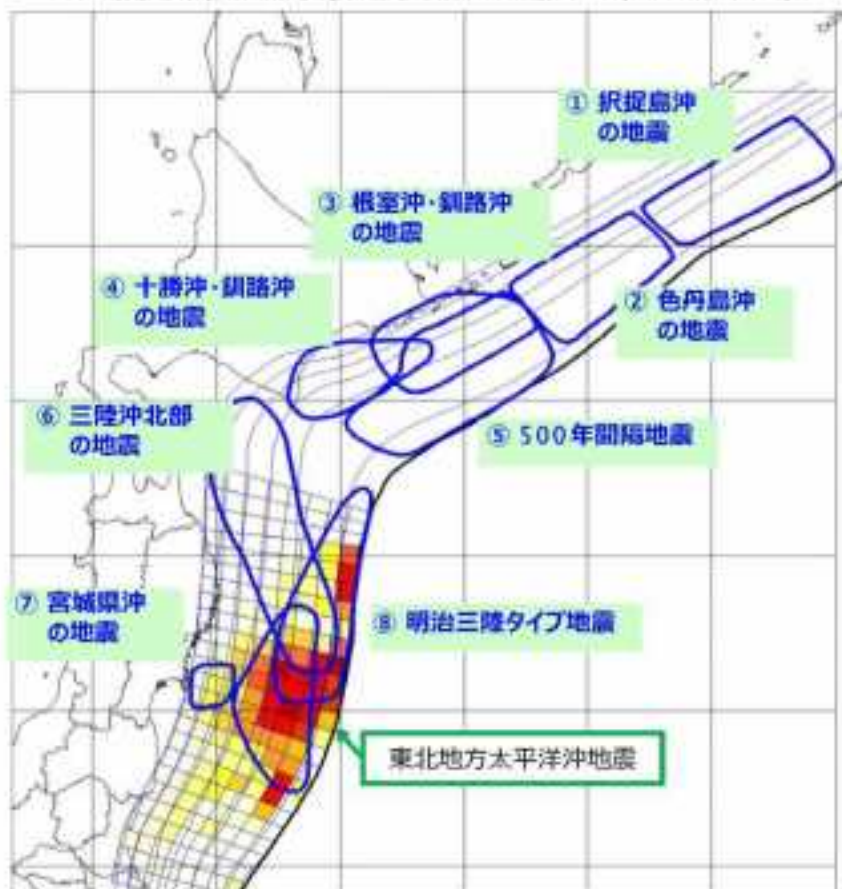 ① 択捉島沖
の地震
③ 根室沖・釧路沖
の地震
④ 十勝沖・釧路沖
の地震
② 色丹島沖
の地震
⑥ 三陸沖北部
の地震
⑤ 500年間隔地震
⑦ 宮城県沖
の地震
⑧ 明治三陸タイプ地震
東北地方太平洋沖地震